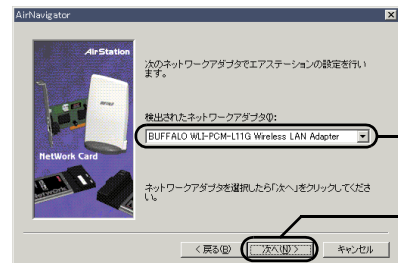 AirNavigator
AirStation
次のネットワークアダプタでエアステーションの設定を行い
ます。
検出されたネットワークアダプタ(D):
BUFFALO WLI-PCM-L11G Wireless LAN Adapter
NetWork Card
ネットワークアダプタを選択したら「次へ」をクリックしてくださ
い。
< 戻る(B)
次へ(N) >
キャンセル